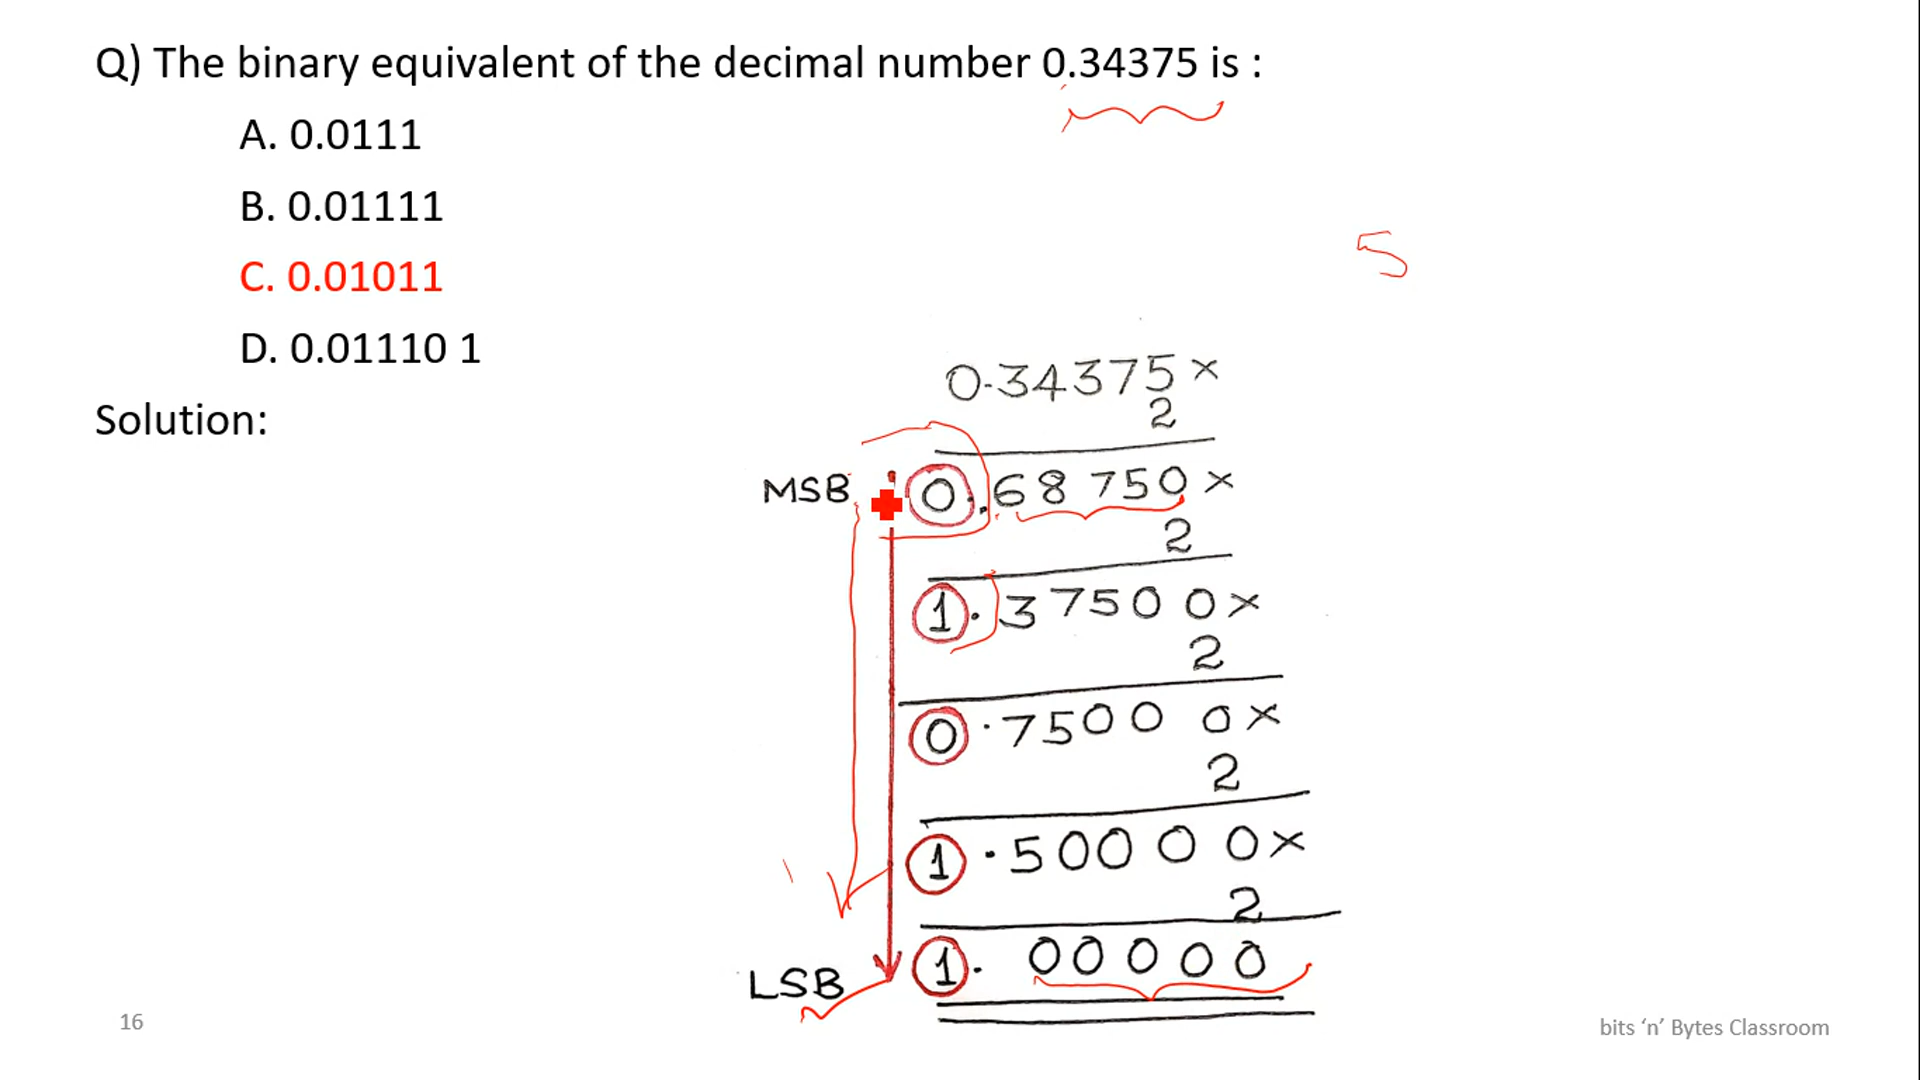 Q) The binary equivalent of the decimal number 0.34375 is :
A. 0.0111
B. 0.01111
C. 0.01011
D. 0.01110 1
Solution:
5
0.34375 ×
2
MSB 0.68750 ×
2
1.37500 ×
2
0.75000 ×
2
1.50000 ×
2
LSB 1.00000
16
bits ‘n’ Bytes Classroom